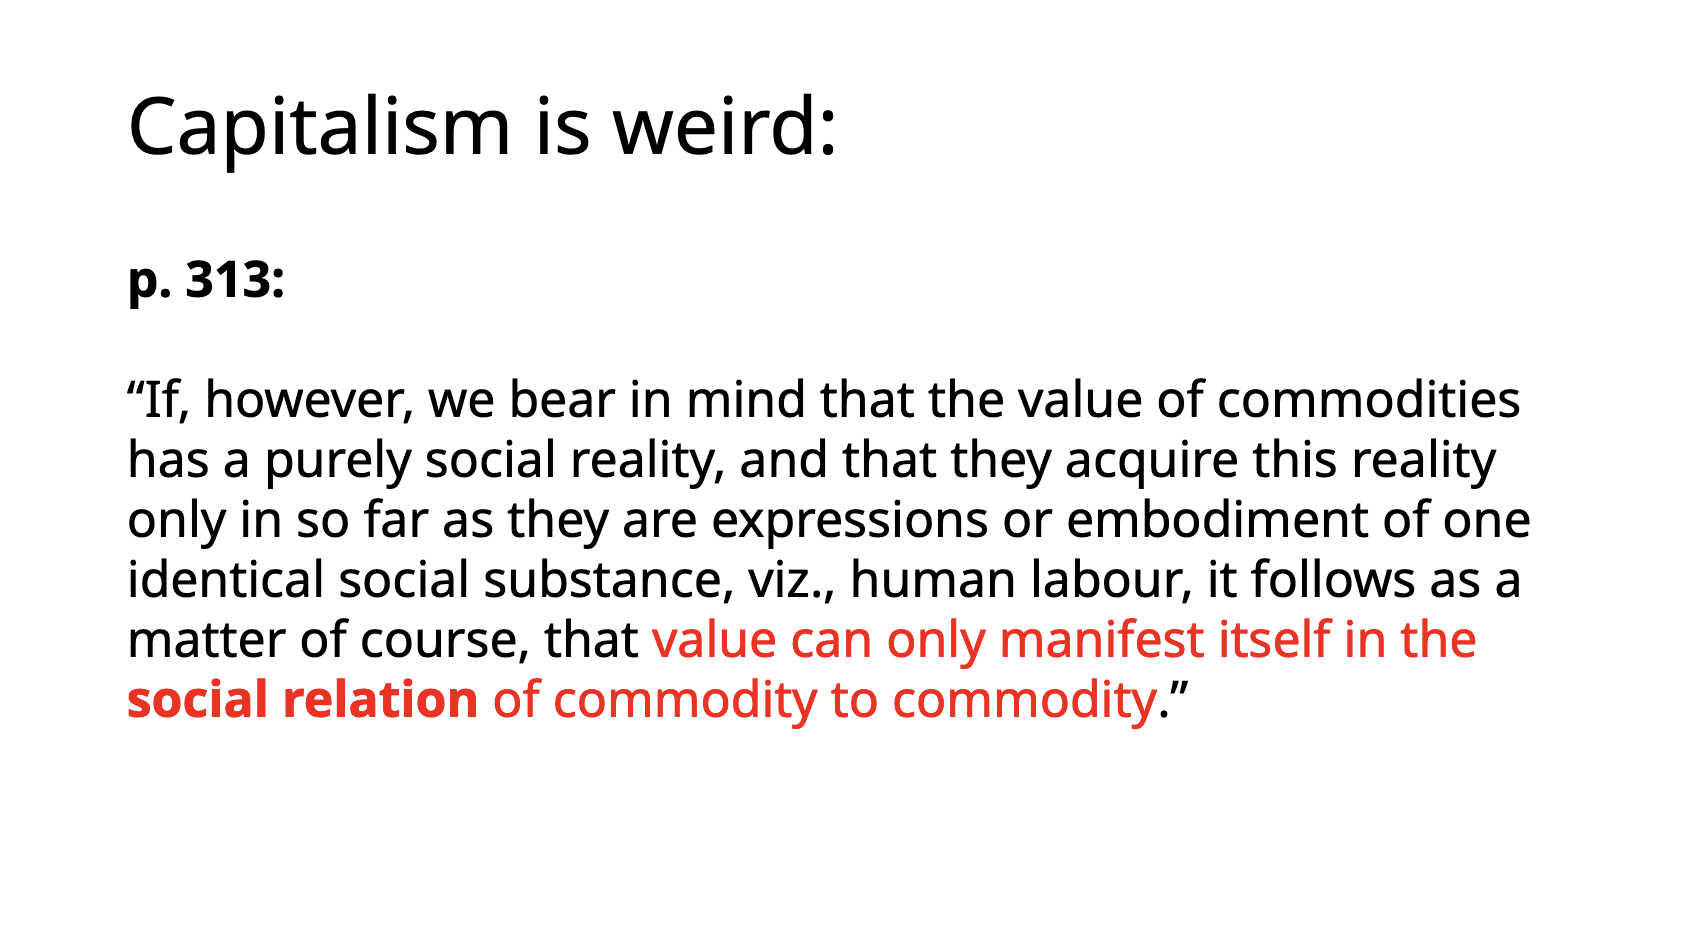 Capitalism is weird:
p. 313:
“If, however, we bear in mind that the value of commodities
has a purely social reality, and that they acquire this reality
only in so far as they are expressions or embodiment of one
identical social substance, viz., human labour, it follows as a
matter of course, that value can only manifest itself in the
social relation of commodity to commodity.”